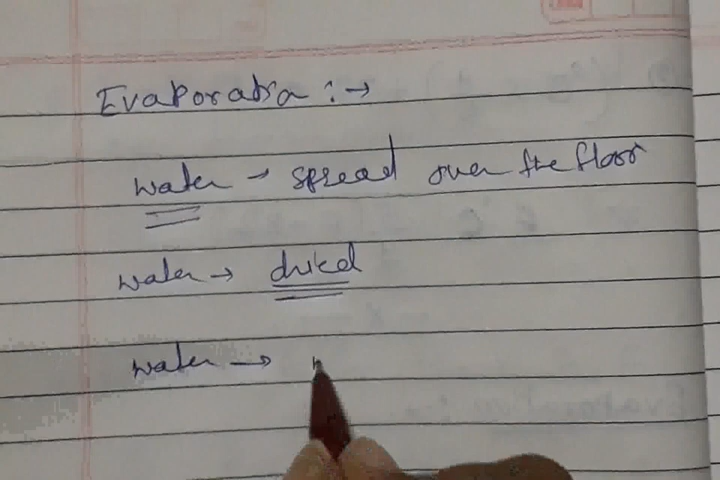 Evaporation :→
water → spread over the floor
water → dried
water →